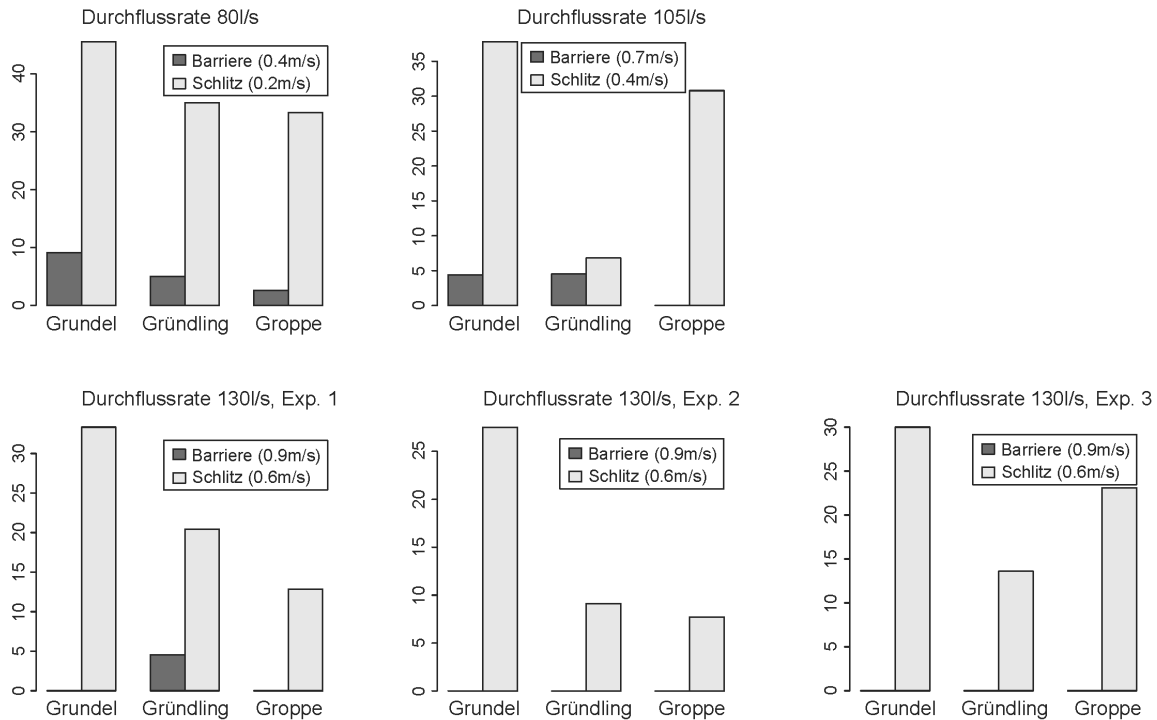 Durchflussrate 80l/s
Barriere (0.4m/s)
Schlitz (0.2m/s)
40
30
20
10
0
Grundel Gründling Groppe
Durchflussrate 105l/s
Barriere (0.7m/s)
Schlitz (0.4m/s)
35
30
25
20
15
10
5
0
Grundel Gründling Groppe
Durchflussrate 130l/s, Exp. 1
Barriere (0.9m/s)
Schlitz (0.6m/s)
30
25
20
15
10
5
0
Grundel Gründling Groppe
Durchflussrate 130l/s, Exp. 2
Barriere (0.9m/s)
Schlitz (0.6m/s)
25
20
15
10
5
0
Grundel Gründling Groppe
Durchflussrate 130l/s, Exp. 3
Barriere (0.9m/s)
Schlitz (0.6m/s)
30
25
20
15
10
5
0
Grundel Gründling Groppe